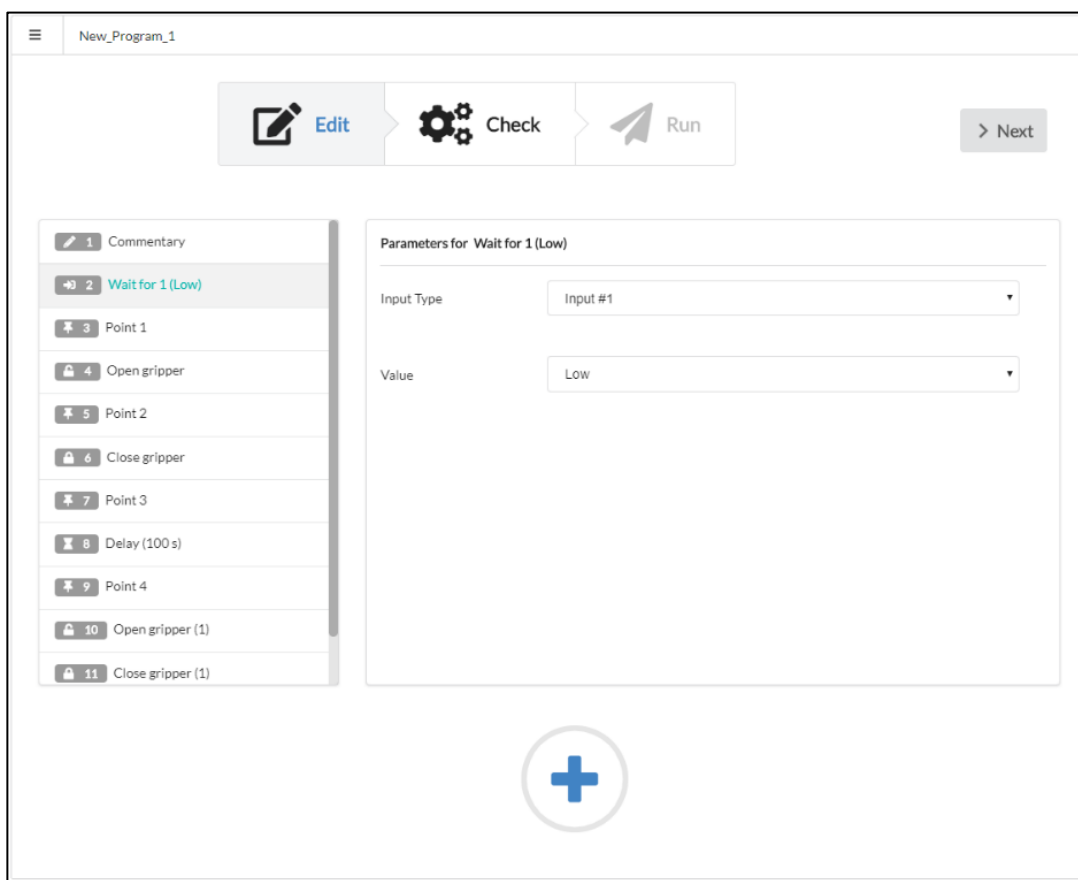 New_Program_1
Edit
Check
Run
Next
1 Commentary
2 Wait for 1 (Low)
3 Point 1
4 Open gripper
5 Point 2
6 Close gripper
7 Point 3
8 Delay (100 s)
9 Point 4
10 Open gripper (1)
11 Close gripper (1)
Parameters for Wait for 1 (Low)
Input Type Input #1
Value Low